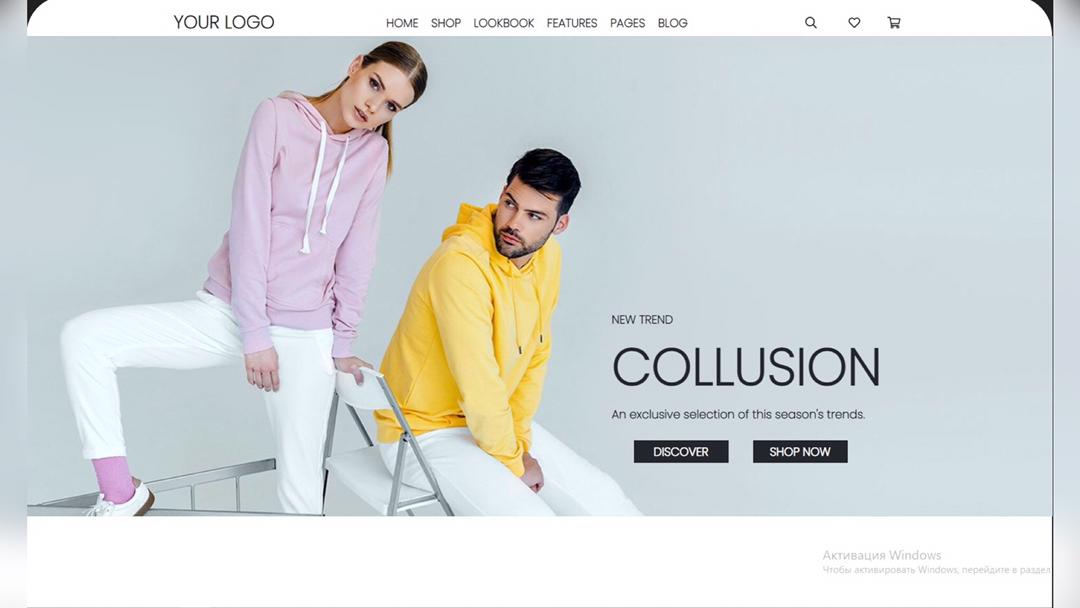 YOUR LOGO
HOME SHOP LOOKBOOK FEATURES PAGES BLOG
NEW TREND
COLLUSION
An exclusive selection of this season's trends.
DISCOVER SHOP NOW
Активация Windows
Чтобы активировать Windows, перейдите в раздел